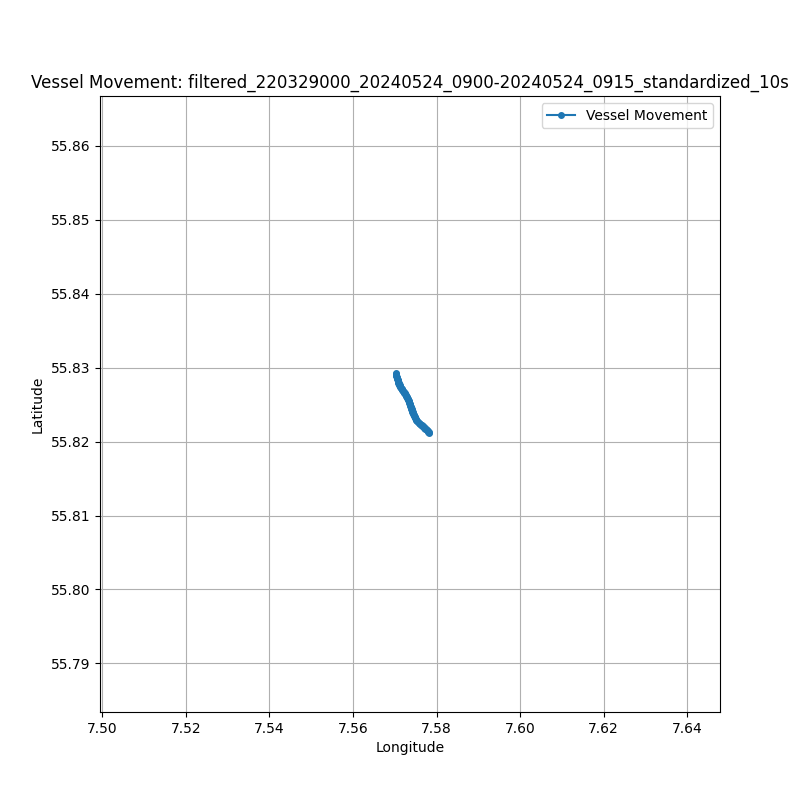 Vessel Movement: filtered_220329000_20240524_0900-20240524_0915_standardized_10s
Vessel Movement
55.86
55.85
55.84
55.83
55.82
55.81
55.80
55.79
Latitude
7.50 7.52 7.54 7.56 7.58 7.60 7.62 7.64
Longitude